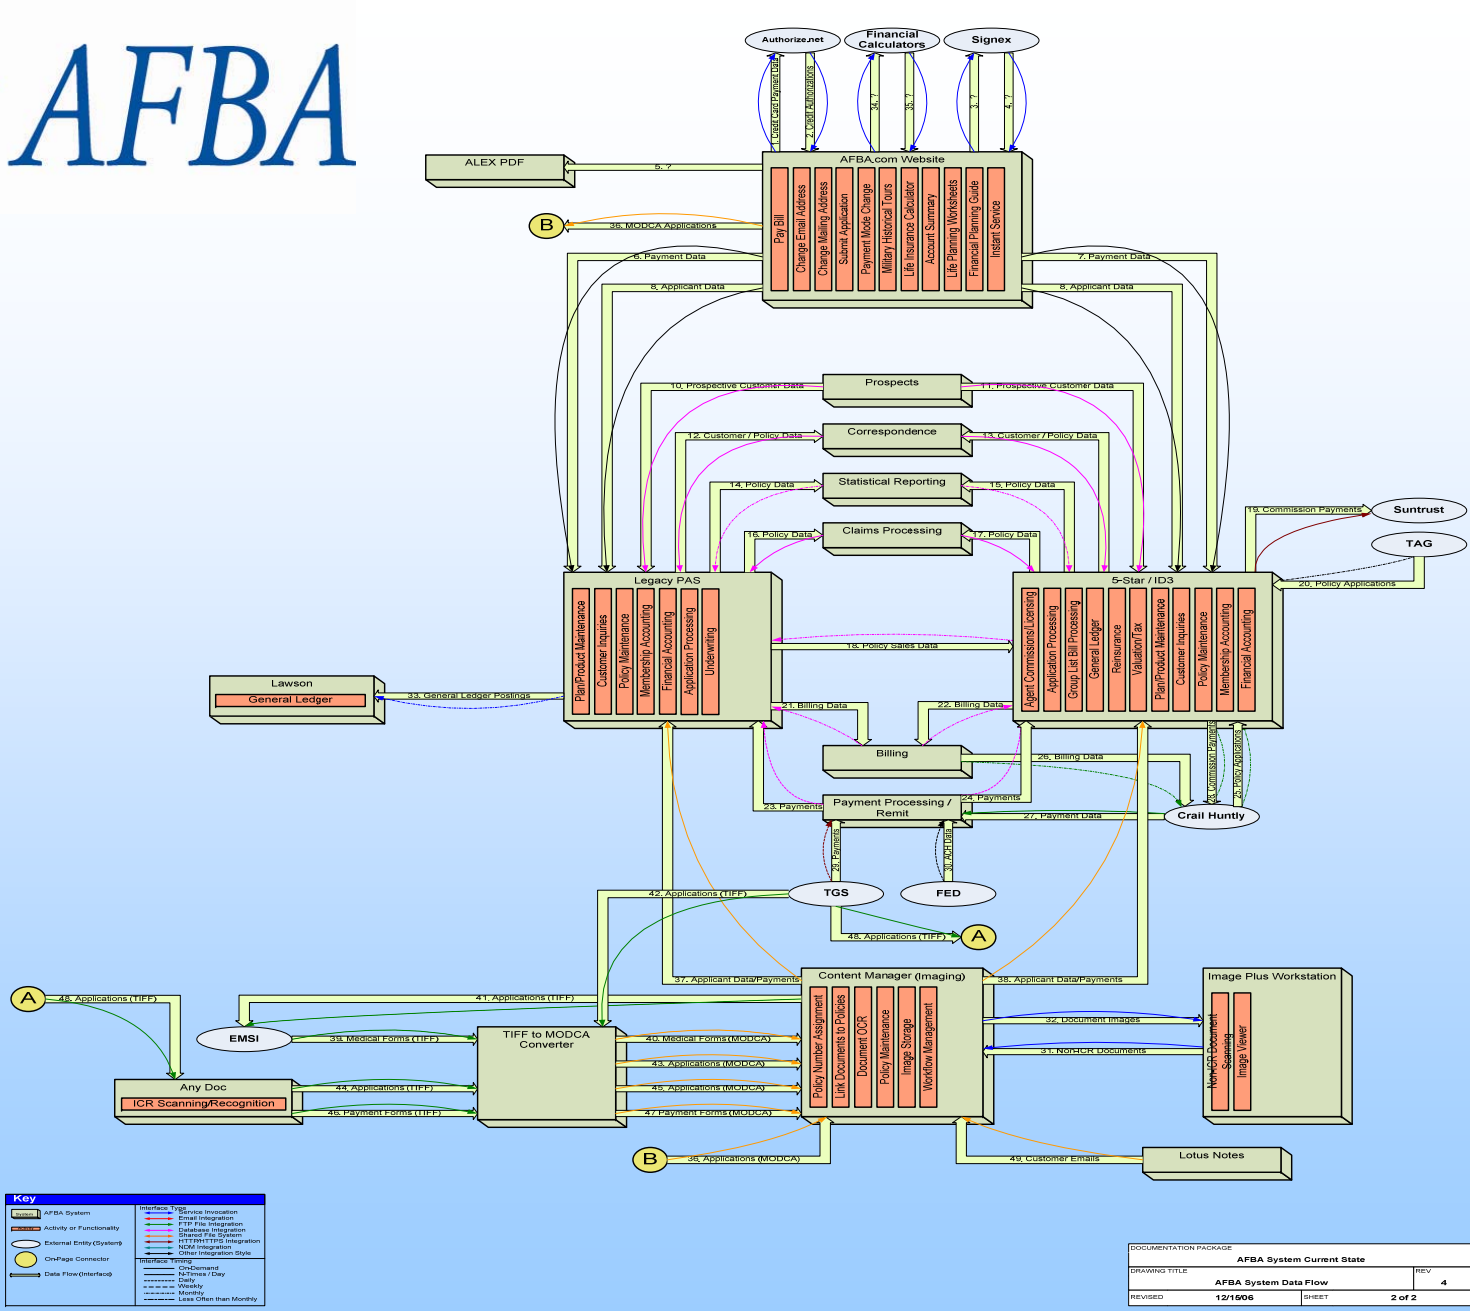 AFBA
Authorize.net
Financial
Calculators
Signex
1. Credit Card Payment Data
2. Credit Authorizations
34. ?
35. ?
3. ?
4. ?
ALEX PDF
5. ?
AFBA.com Website
Pay Bill
Change Email Address
Change Mailing Address
Submit Application
Payment Mode Change
Military Historical Tours
Life Insurance Calculator
Account Summary
Life Planning Worksheets
Financial Planning Guide
Instant Service
B
36. MODCA Applications
6. Payment Data
7. Payment Data
8. Applicant Data
8. Applicant Data
Prospects
10. Prospective Customer Data
11. Prospective Customer Data
Correspondence
12. Customer / Policy Data
13. Customer / Policy Data
Statistical Reporting
14. Policy Data
15. Policy Data
Claims Processing
16. Policy Data
17. Policy Data
19. Commission Payments
Suntrust
TAG
20. Policy Applications
Legacy PAS
Plan/Product Maintenance
Customer Inquiries
Policy Maintenance
Membership Accounting
Financial Accounting
Application Processing
Underwriting
5-Star / ID3
Agent Commissions/Licensing
Application Processing
Group List Bill Processing
General Ledger
Reinsurance
Valuation/Tax
Plan/Product Maintenance
Customer Inquiries
Policy Maintenance
Membership Accounting
Financial Accounting
18. Policy Sales Data
Lawson
General Ledger
33. General Ledger Postings
21. Billing Data
22. Billing Data
Billing
26. Billing Data
28. Commission Payments
25. Policy Applications
Payment Processing /
Remit
23. Payments
24. Payments
27. Payment Data
Crail Huntly
29. Payments
30. ACH Data
TGS
FED
42. Applications (TIFF)
48. Applications (TIFF)
A
37. Applicant Data/Payments
38. Applicant Data/Payments
Content Manager (Imaging)
Policy Number Assignment
Link Documents to Policies
Document OCR
Policy Maintenance
Image Storage
Workflow Management
Image Plus Workstation
Non-ICR Document
Scanning
Image Viewer
32. Document Images
31. Non-ICR Documents
A
48. Applications (TIFF)
41. Applications (TIFF)
EMSI
39. Medical Forms (TIFF)
TIFF to MODCA
Converter
40. Medical Forms (MODCA)
43. Applications (MODCA)
Any Doc
ICR Scanning/Recognition
44. Applications (TIFF)
45. Applications (MODCA)
46. Payment Forms (TIFF)
47 Payment Forms (MODCA)
B
36. Applications (MODCA)
49. Customer Emails
Lotus Notes
Key
System
AFBA System
Activity or Functionality
External Entity (System)
On-Page Connector
Data Flow (Interface)
Interface Type
Service Invocation
Email Integration
FTP File Integration
Database Integration
Shared File System
HTTP/HTTPS Integration
NDM Integration
Other Integration Style
Interface Timing
On-Demand
N-Times / Day
Daily
Weekly
Monthly
Less Often than Monthly
DOCUMENTATION PACKAGE
AFBA System Current State
DRAWING TITLE
AFBA System Data Flow
REV
4
REVISED
12/15/06
SHEET
2 of 2